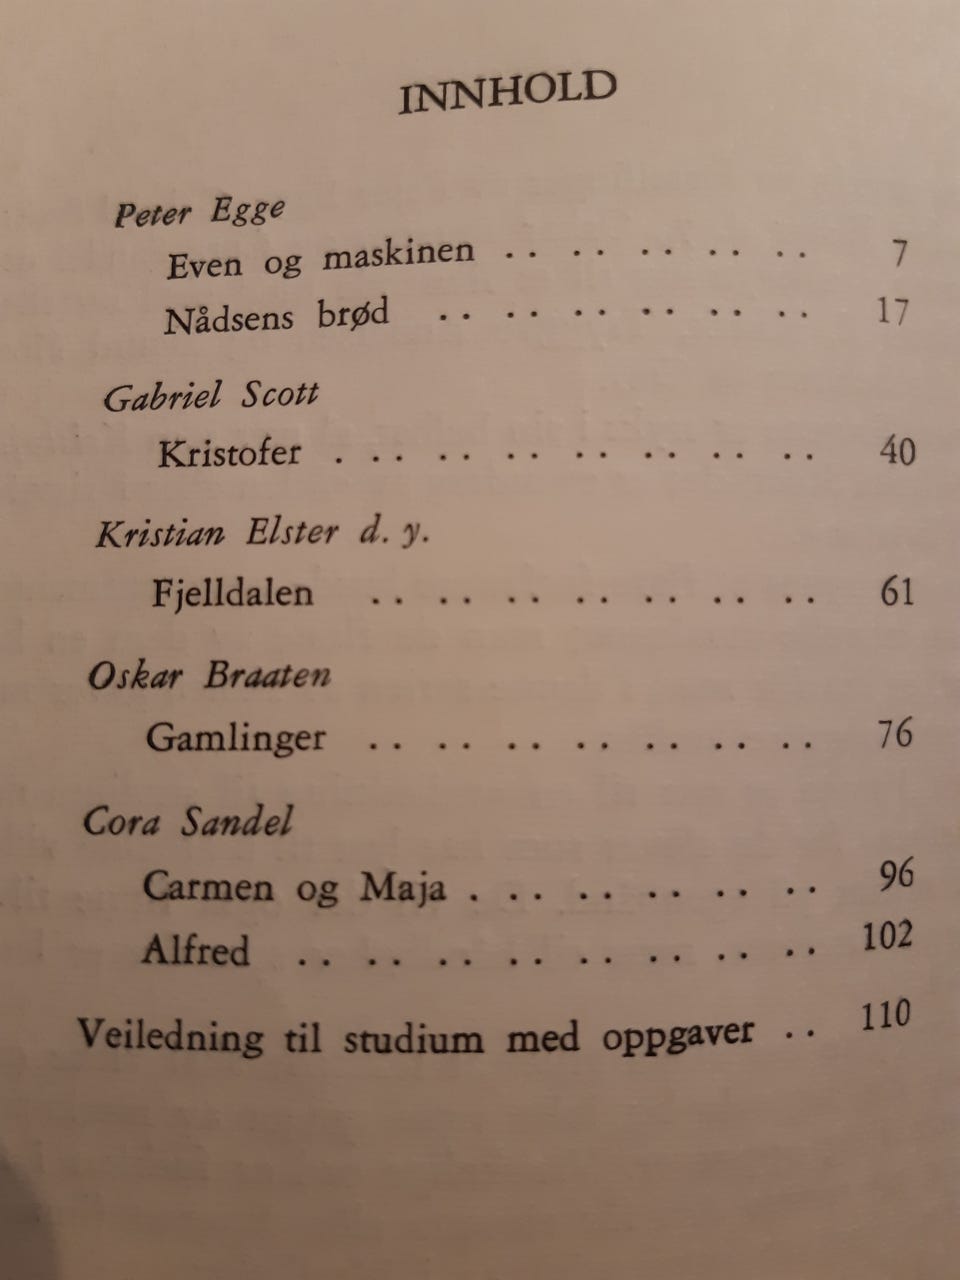 INNHOLD
Peter Egge
Even og maskinen . . . . . . . . . . 7
Nådsens brød . . . . . . . . . . . . 17
Gabriel Scott
Kristofer . . . . . . . . . . . . . . . 40
Kristian Elster d. y.
Fjelldalen . . . . . . . . . . . . . . 61
Oskar Braaten
Gamlinger . . . . . . . . . . . . . . 76
Cora Sandel
Carmen og Maja . . . . . . . . . . . 96
Alfred . . . . . . . . . . . . . . . . 102
Veiledning til studium med oppgaver . . 110